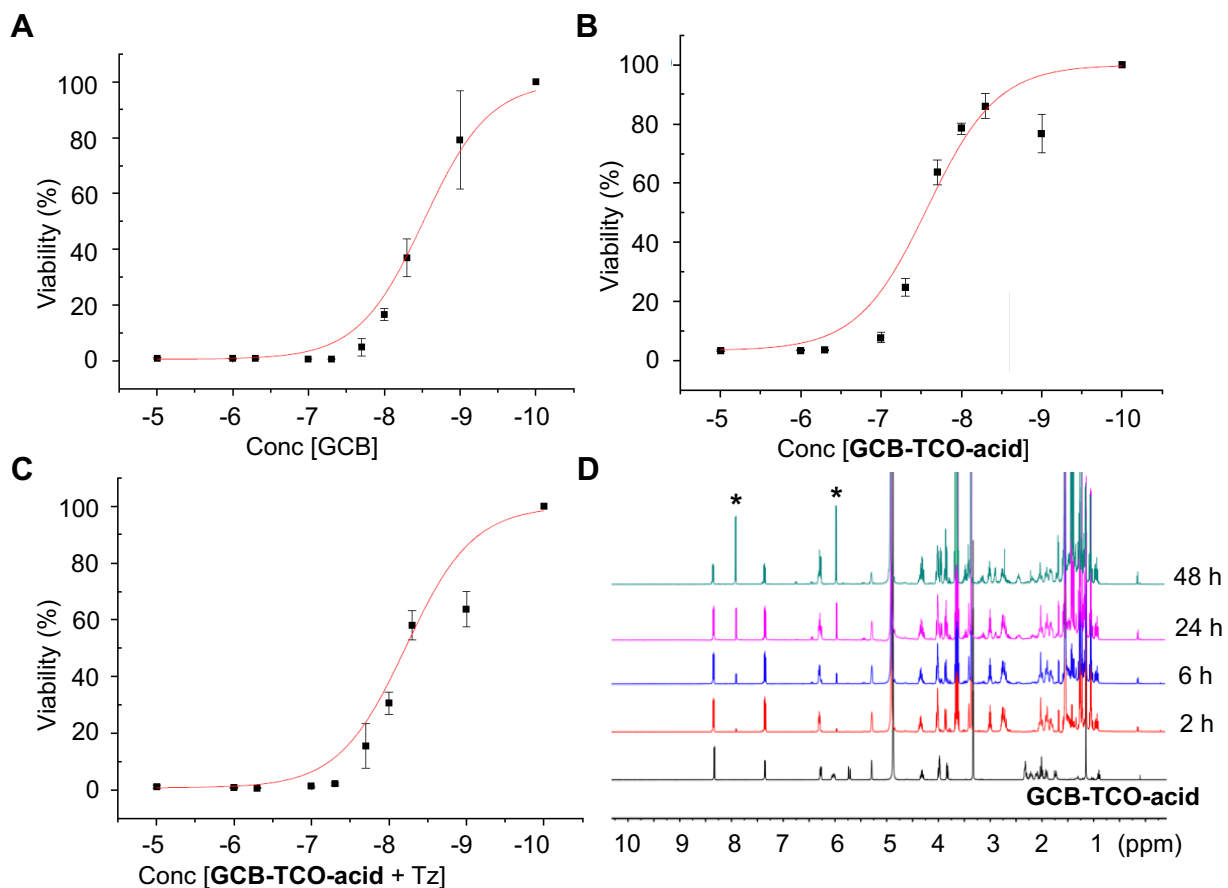 A
Viability (%)
100
80
60
40
20
0
-5 -6 -7 -8 -9 -10
Conc [GCB]
B
Viability (%)
100
80
60
40
20
0
-5 -6 -7 -8 -9 -10
Conc [GCB-TCO-acid]
C
Viability (%)
100
80
60
40
20
0
-5 -6 -7 -8 -9 -10
Conc [GCB-TCO-acid + Tz]
D
* *
48 h
24 h
6 h
2 h
GCB-TCO-acid
10 9 8 7 6 5 4 3 2 1 (ppm)